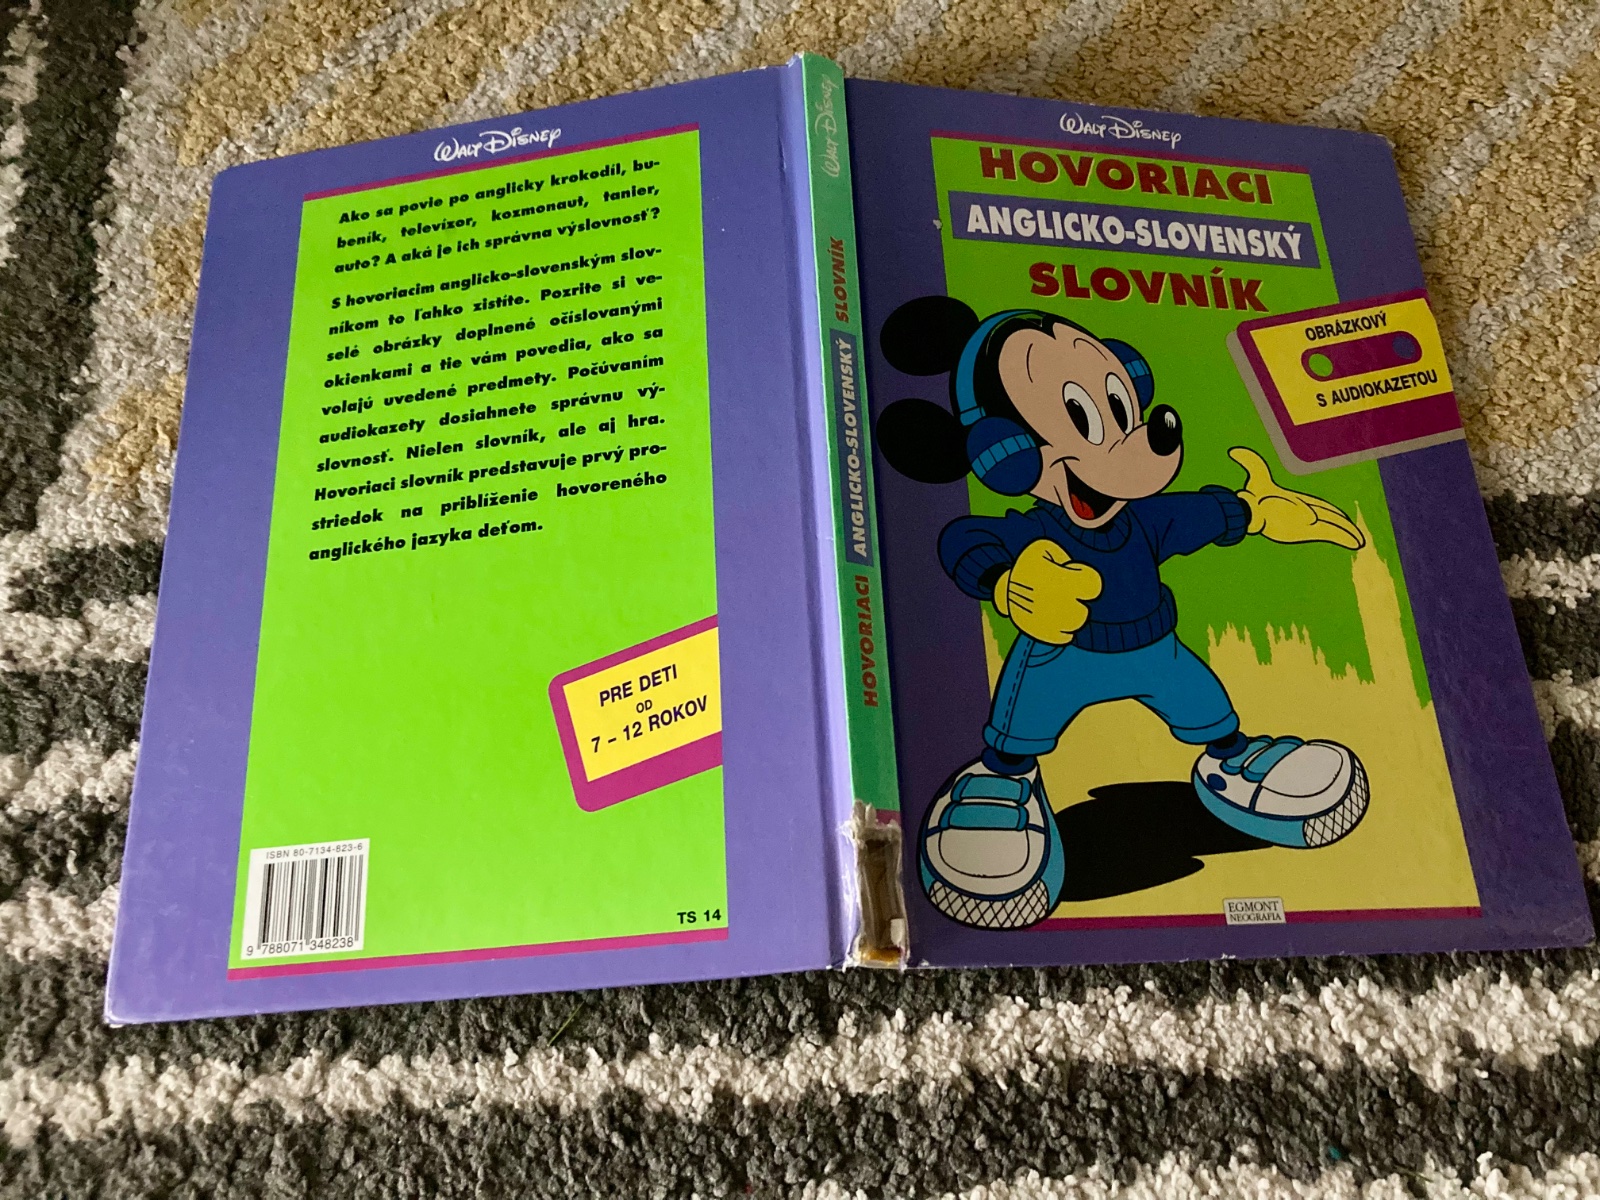 Walt Disney
Ako sa povie po anglicky krokodíl, bu-
beník, televízor, kozmonaut, tanier,
auto? A aká je ich správna výslovnosť?
S hovoriacim anglicko-slovenským slov-
níkom to ľahko zistíte. Pozrite si ve-
selé obrázky doplnené očíslovanými
okienkami a tie vám povedia, ako sa
volajú uvedené predmety. Počúvaním
audiokazety dosiahnete správnu vý-
slovnosť. Nielen slovník, ale aj hra.
Hovoriaci slovník predstavuje prvý pro-
striedok na priblíženie hovoreného
anglického jazyka deťom.
PRE DETI
OD
7 – 12 ROKOV
ISBN 80-7134-823-6
9 788071 348238
TS 14
HOVORIACI ANGLICKO-SLOVENSKÝ SLOVNÍK Walt Disney
Walt Disney
HOVORIACI
ANGLICKO-SLOVENSKÝ
SLOVNÍK
OBRÁZKOVÝ
S AUDIOKAZETOU
EGMONT
NEOGRAFIA